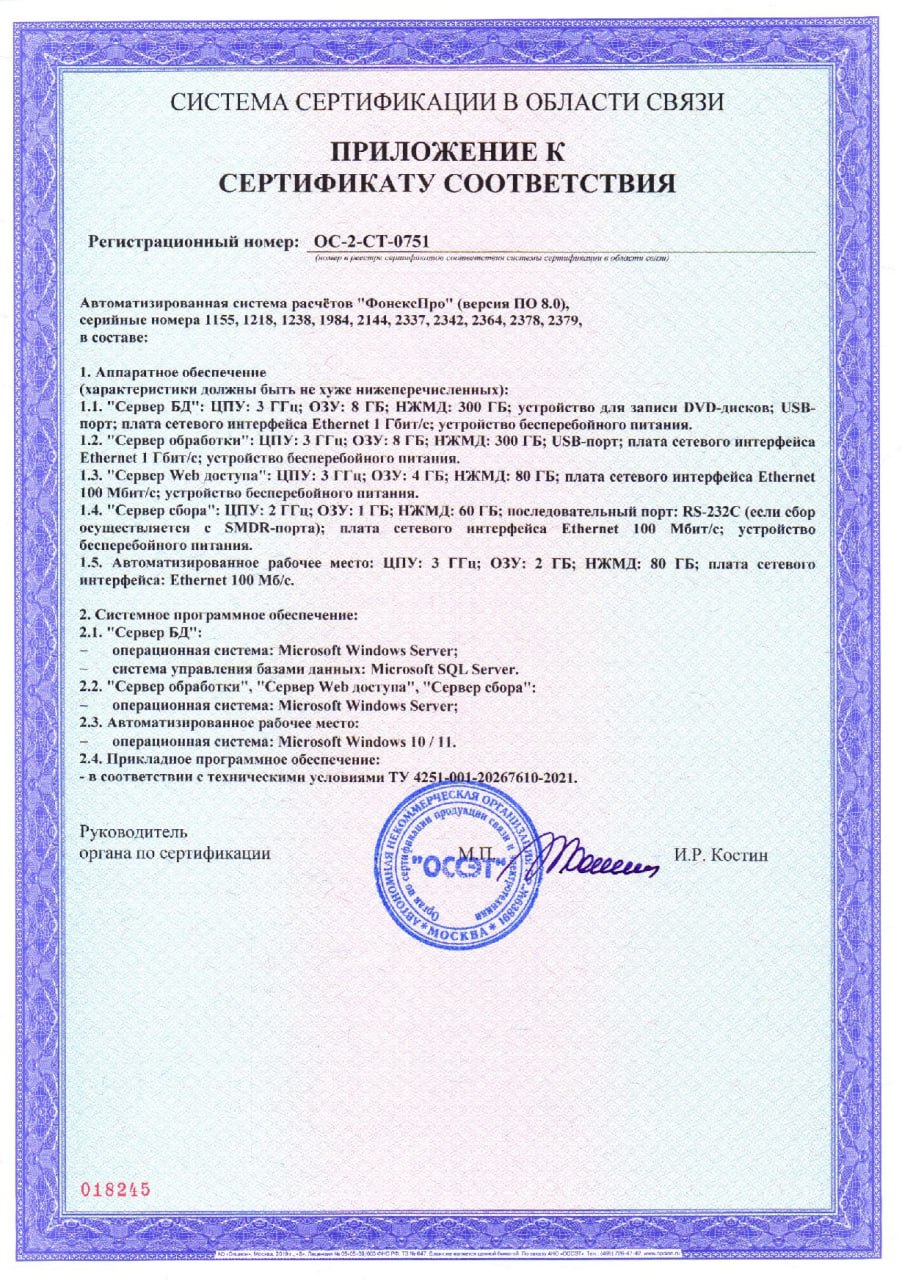 СИСТЕМА СЕРТИФИКАЦИИ В ОБЛАСТИ СВЯЗИ
ПРИЛОЖЕНИЕ К
СЕРТИФИКАТУ СООТВЕТСТВИЯ
Регистрационный номер: ОС-2-СТ-0751
(номер в реестре сертификатов соответствия системы сертификации в области связи)
Автоматизированная система расчётов "ФонексПро" (версия ПО 8.0),
серийные номера 1155, 1218, 1238, 1984, 2144, 2337, 2342, 2364, 2378, 2379,
в составе:
1. Аппаратное обеспечение
(характеристики должны быть не хуже нижеперечисленных):
1.1. "Сервер БД": ЦПУ: 3 ГГц; ОЗУ: 8 ГБ; НЖМД: 300 ГБ; устройство для записи DVD-дисков; USB-
порт; плата сетевого интерфейса Ethernet 1 Гбит/с; устройство бесперебойного питания.
1.2. "Сервер обработки": ЦПУ: 3 ГГц; ОЗУ: 8 ГБ; НЖМД: 300 ГБ; USB-порт; плата сетевого интерфейса
Ethernet 1 Гбит/с; устройство бесперебойного питания.
1.3. "Сервер Web доступа": ЦПУ: 3 ГГц; ОЗУ: 4 ГБ; НЖМД: 80 ГБ; плата сетевого интерфейса Ethernet
100 Мбит/с; устройство бесперебойного питания.
1.4. "Сервер сбора": ЦПУ: 2 ГГц; ОЗУ: 1 ГБ; НЖМД: 60 ГБ; последовательный порт: RS-232C (если сбор
осуществляется с SMDR-порта); плата сетевого интерфейса Ethernet 100 Мбит/с; устройство
бесперебойного питания.
1.5. Автоматизированное рабочее место: ЦПУ: 3 ГГц; ОЗУ: 2 ГБ; НЖМД: 80 ГБ; плата сетевого
интерфейса: Ethernet 100 Мб/с.
2. Системное программное обеспечение:
2.1. "Сервер БД":
– операционная система: Microsoft Windows Server;
– система управления базами данных: Microsoft SQL Server.
2.2. "Сервер обработки", "Сервер Web доступа", "Сервер сбора":
– операционная система: Microsoft Windows Server;
2.3. Автоматизированное рабочее место:
– операционная система: Microsoft Windows 10 / 11.
2.4. Прикладное программное обеспечение:
- в соответствии с техническими условиями ТУ 4251-001-20267610-2021.
Руководитель
органа по сертификации
М.П.
И.Р. Костин
АВТОНОМНАЯ НЕКОММЕРЧЕСКАЯ ОРГАНИЗАЦИЯ
Орган по сертификации продукции связи и электротехники
"ОССЭТ"
* МОСКВА *
018245